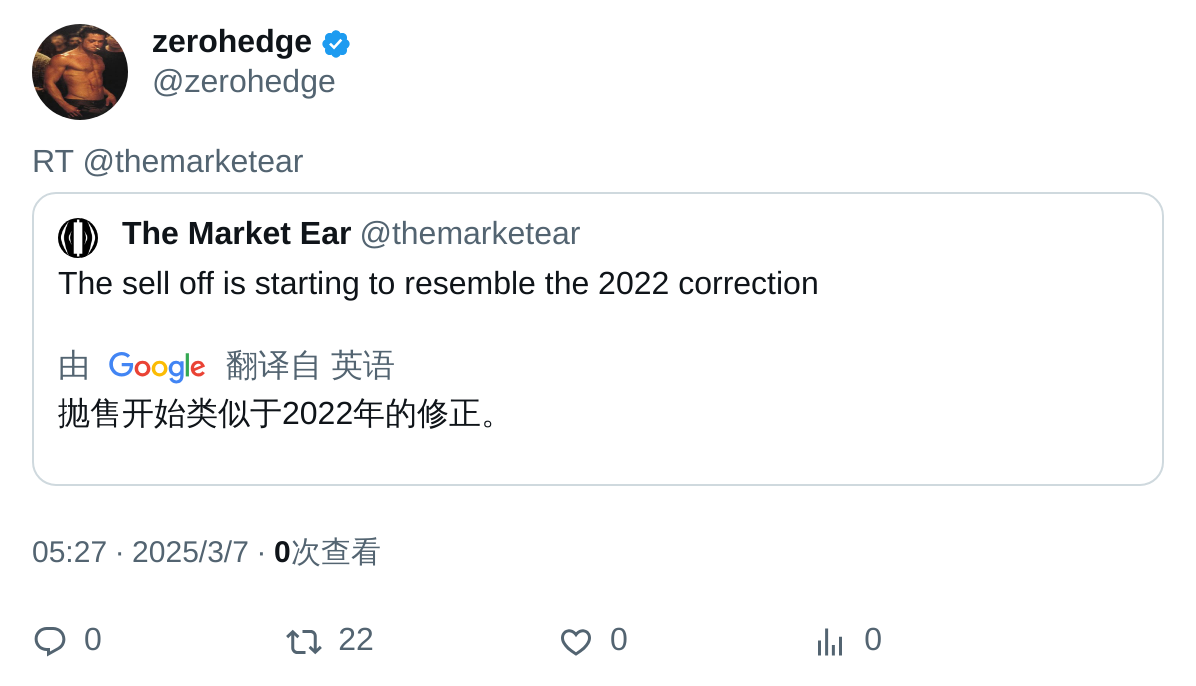 zerohedge
@zerohedge
RT @themarketear
The Market Ear @themarketear
The sell off is starting to resemble the 2022 correction
由 Google 翻译自 英语
抛售开始类似于2022年的修正。
05:27 · 2025/3/7 · 0次查看
0 22 0 0